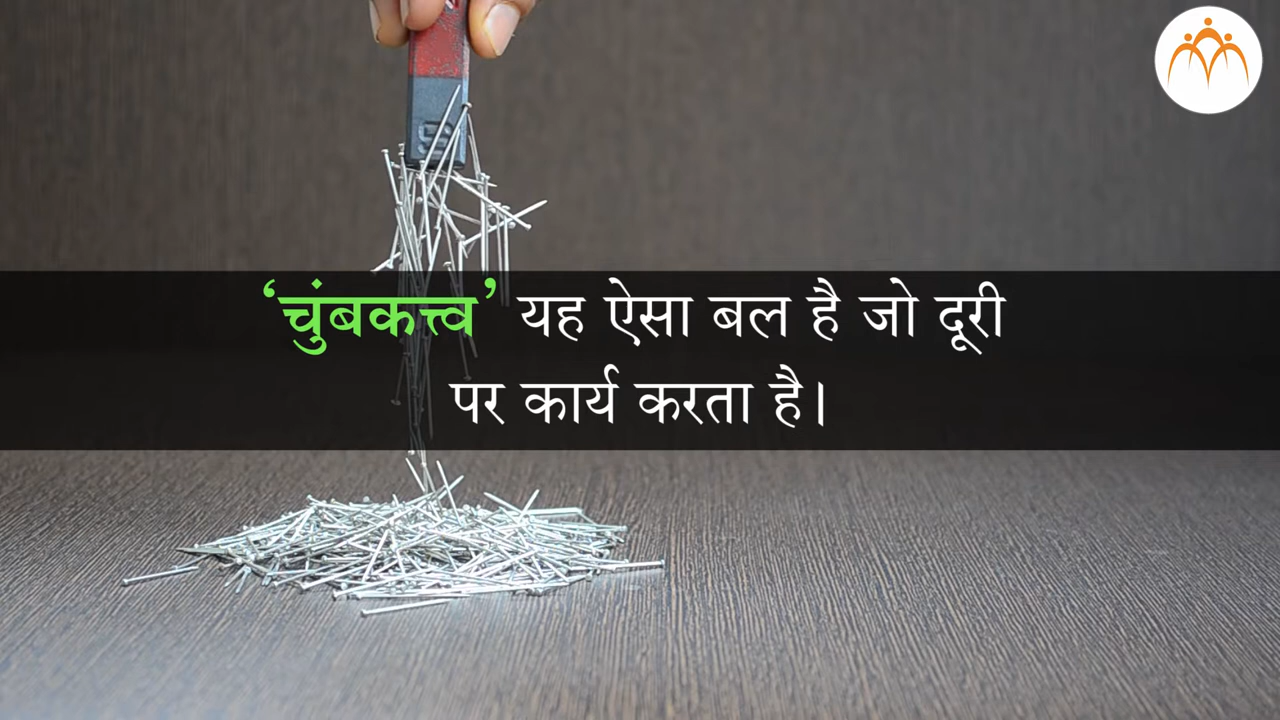 ‘चुंबकत्त्व’ यह ऐसा बल है जो दूरी
पर कार्य करता है।